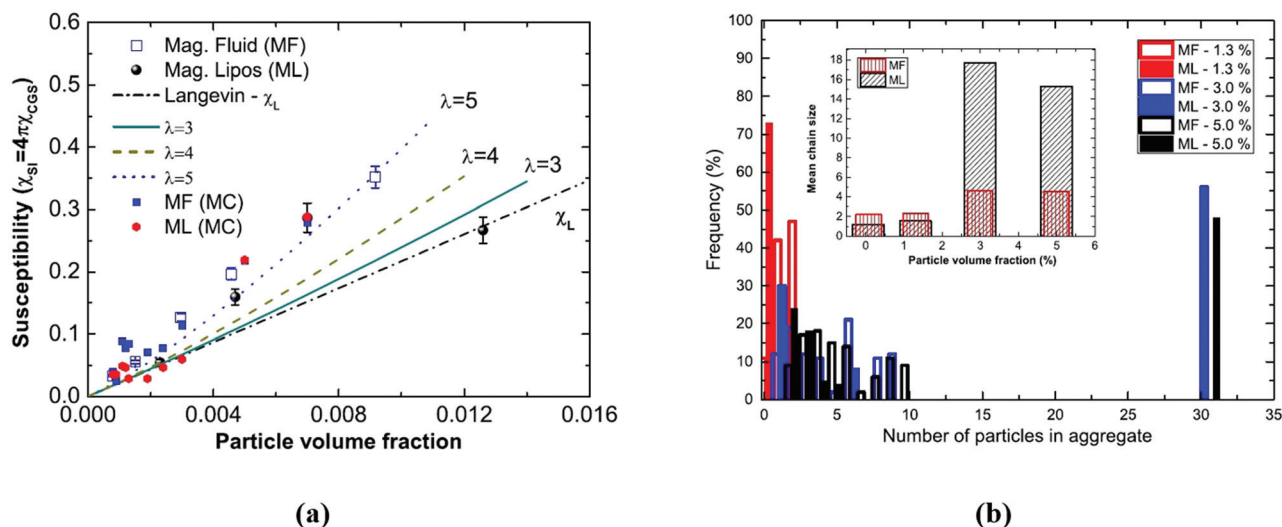 Susceptibility (χSI=4πχCGS)
0.6
0.5
0.4
0.3
0.2
0.1
0.0
Mag. Fluid (MF)
Mag. Lipos (ML)
Langevin - χL
λ=3
λ=4
λ=5
MF (MC)
ML (MC)
λ=5
λ=4
λ=3
χL
0.000
0.004
0.008
0.012
0.016
Particle volume fraction
(a)
Frequency (%)
100
90
80
70
60
50
40
30
20
10
0
Mean chain size
18
16
14
12
10
8
6
4
2
0
MF
ML
0 1 2 3 4 5 6
Particle volume fraction (%)
MF - 1.3 %
ML - 1.3 %
MF - 3.0 %
ML - 3.0 %
MF - 5.0 %
ML - 5.0 %
0 5 10 15 20 25 30 35
Number of particles in aggregate
(b)